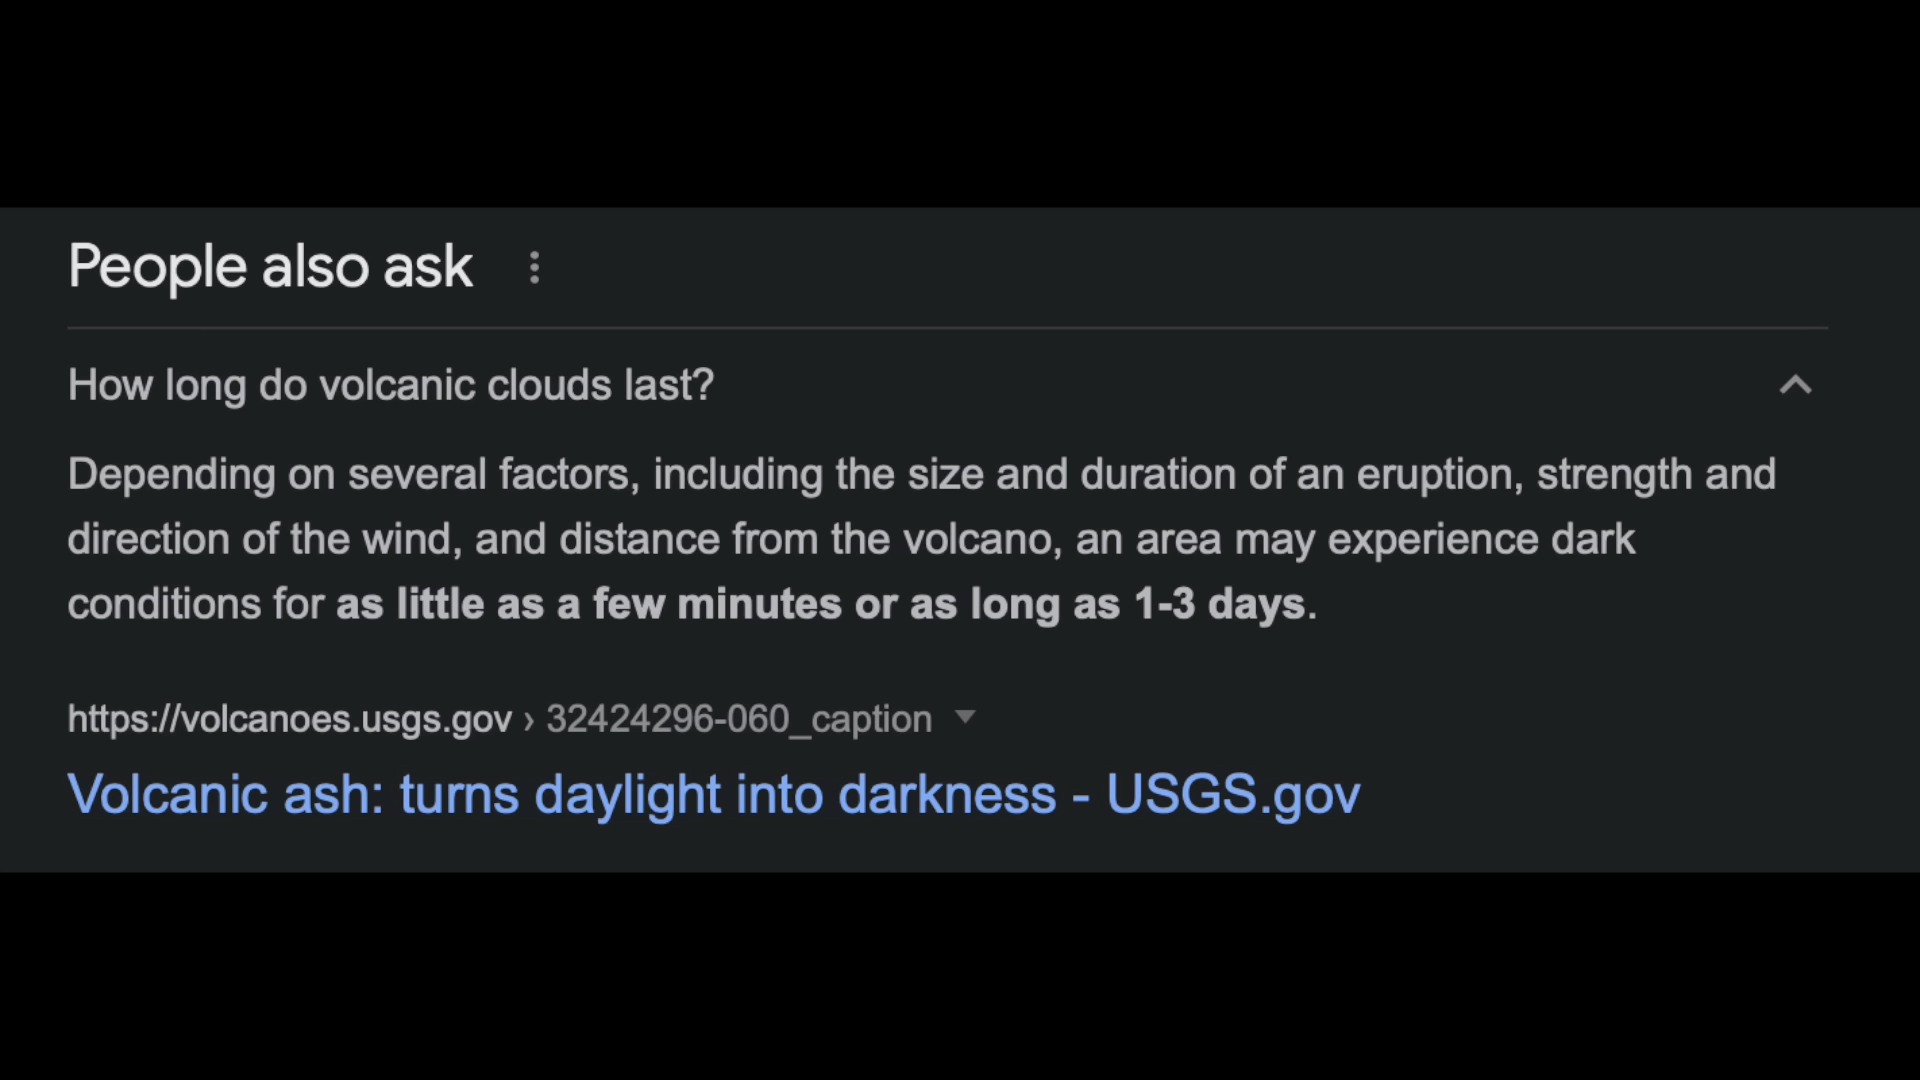 People also ask
How long do volcanic clouds last?
Depending on several factors, including the size and duration of an eruption, strength and
direction of the wind, and distance from the volcano, an area may experience dark
conditions for as little as a few minutes or as long as 1-3 days.
https://volcanoes.usgs.gov › 32424296-060_caption
Volcanic ash: turns daylight into darkness - USGS.gov